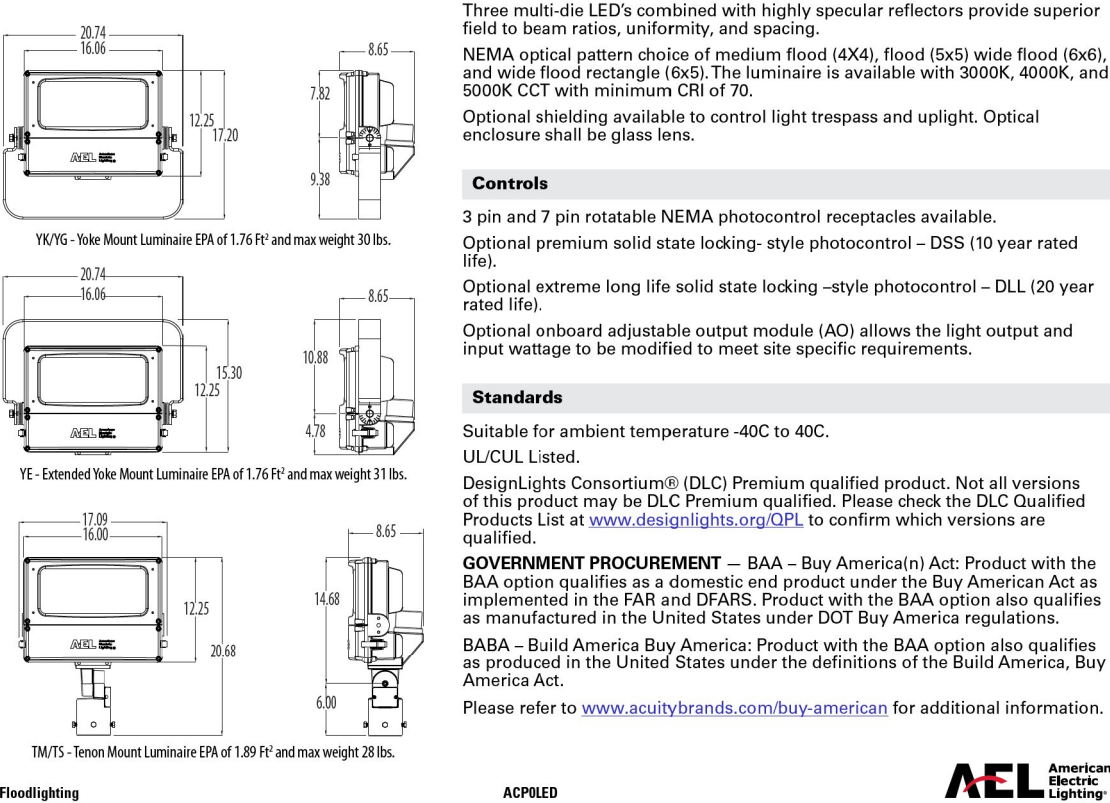 20.74
16.06
8.65
7.82
12.25
17.20
9.38
AEL American Electric Lighting®
YK/YG - Yoke Mount Luminaire EPA of 1.76 Ft² and max weight 30 lbs.
20.74
16.06
8.65
10.88
15.30
12.25
4.78
AEL American Electric Lighting®
YE - Extended Yoke Mount Luminaire EPA of 1.76 Ft² and max weight 31 lbs.
17.09
16.00
8.65
12.25
14.68
20.68
6.00
AEL American Electric Lighting®
TM/TS - Tenon Mount Luminaire EPA of 1.89 Ft² and max weight 28 lbs.
Three multi-die LED’s combined with highly specular reflectors provide superior
field to beam ratios, uniformity, and spacing.
NEMA optical pattern choice of medium flood (4X4), flood (5x5) wide flood (6x6),
and wide flood rectangle (6x5). The luminaire is available with 3000K, 4000K, and
5000K CCT with minimum CRI of 70.
Optional shielding available to control light trespass and uplight. Optical
enclosure shall be glass lens.
Controls
3 pin and 7 pin rotatable NEMA photocontrol receptacles available.
Optional premium solid state locking- style photocontrol – DSS (10 year rated
life).
Optional extreme long life solid state locking –style photocontrol – DLL (20 year
rated life).
Optional onboard adjustable output module (AO) allows the light output and
input wattage to be modified to meet site specific requirements.
Standards
Suitable for ambient temperature -40C to 40C.
UL/CUL Listed.
DesignLights Consortium® (DLC) Premium qualified product. Not all versions
of this product may be DLC Premium qualified. Please check the DLC Qualified
Products List at www.designlights.org/QPL to confirm which versions are
qualified.
GOVERNMENT PROCUREMENT — BAA – Buy America(n) Act: Product with the
BAA option qualifies as a domestic end product under the Buy American Act as
implemented in the FAR and DFARS. Product with the BAA option also qualifies
as manufactured in the United States under DOT Buy America regulations.
BABA – Build America Buy America: Product with the BAA option also qualifies
as produced in the United States under the definitions of the Build America, Buy
America Act.
Please refer to www.acuitybrands.com/buy-american for additional information.
Floodlighting
ACP0LED
AEL American Electric Lighting®